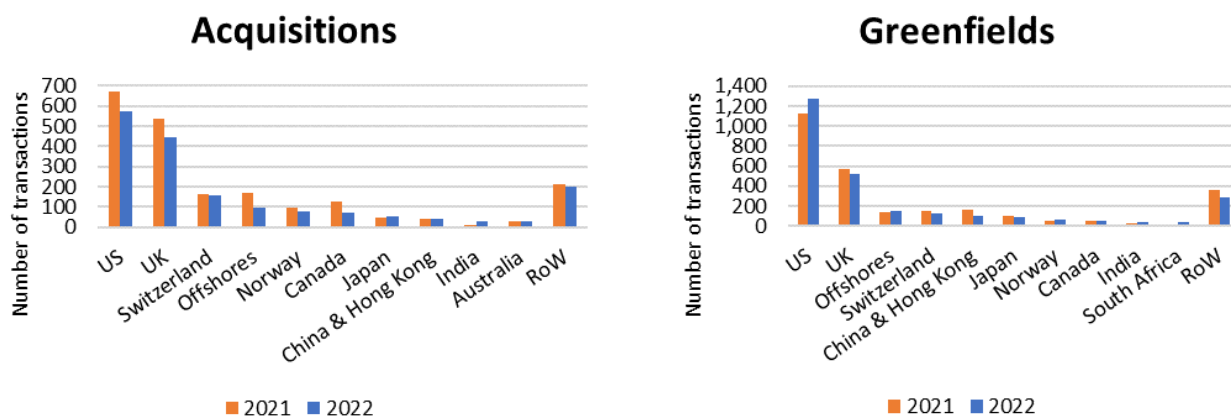 Acquisitions
Number of transactions
700
600
500
400
300
200
100
0
US
UK
Switzerland
Offshores
Norway
Canada
Japan
China & Hong Kong
India
Australia
RoW
2021
2022
Greenfields
Number of transactions
1,400
1,200
1,000
800
600
400
200
0
US
UK
Offshores
Switzerland
China & Hong Kong
Japan
Norway
Canada
India
South Africa
RoW
2021
2022